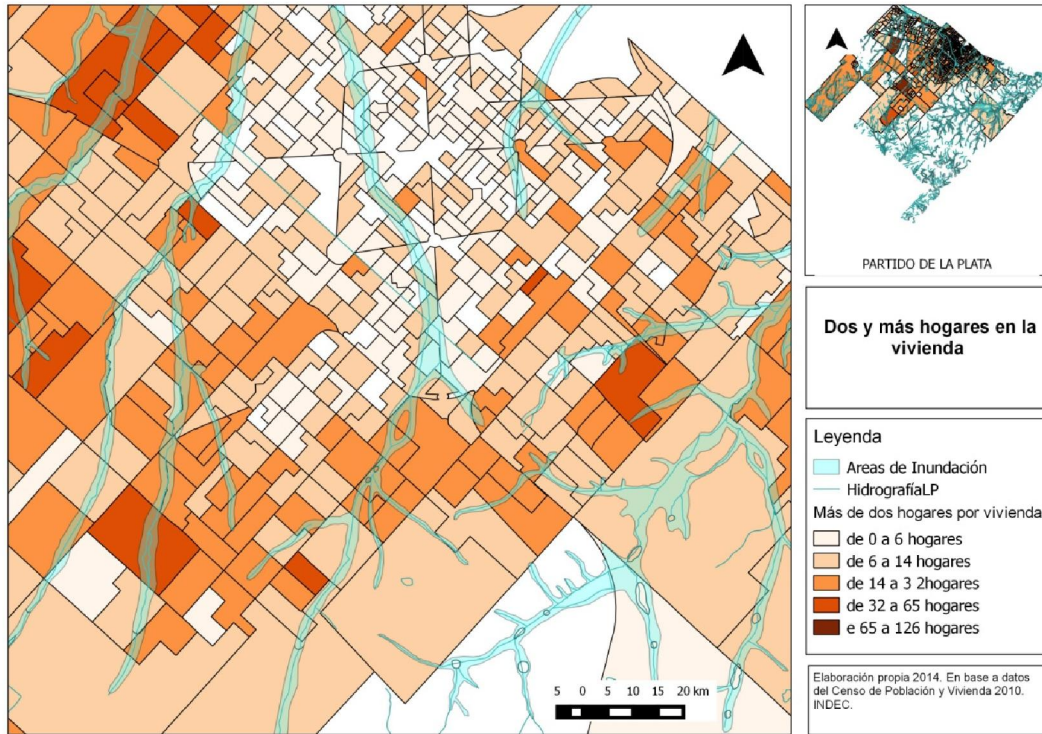 PARTIDO DE LA PLATA
Dos y más hogares en la
vivienda
Leyenda
Areas de Inundación
HidrografíaLP
Más de dos hogares por vivienda
de 0 a 6 hogares
de 6 a 14 hogares
de 14 a 3 2hogares
de 32 a 65 hogares
e 65 a 126 hogares
5 0 5 10 15 20 km
Elaboración propia 2014. En base a datos
del Censo de Población y Vivienda 2010.
INDEC.